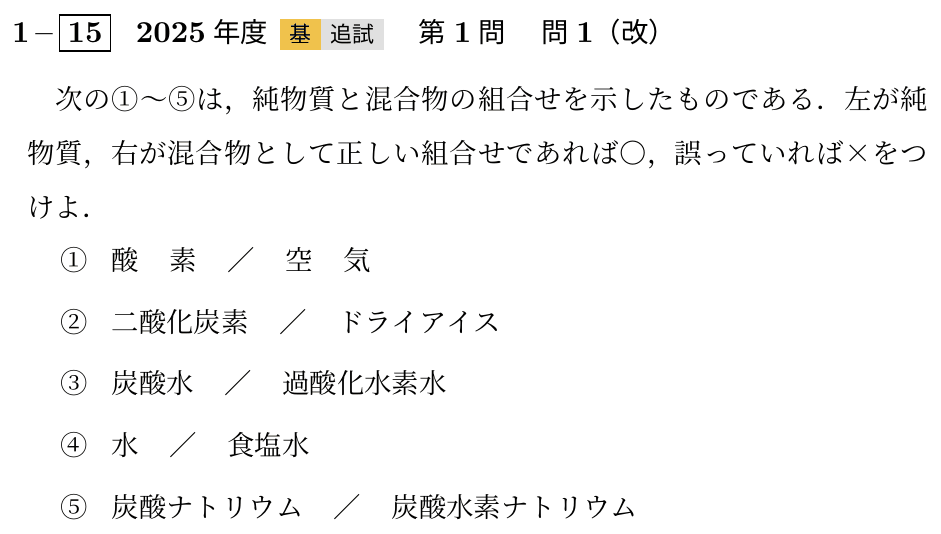 1－15 2025 年度 基 追試 第 1 問 問 1（改）
次の①～⑤は，純物質と混合物の組合せを示したものである．左が純
物質，右が混合物として正しい組合せであれば○，誤っていれば×をつ
けよ．
① 酸 素 ／ 空 気
② 二酸化炭素 ／ ドライアイス
③ 炭酸水 ／ 過酸化水素水
④ 水 ／ 食塩水
⑤ 炭酸ナトリウム ／ 炭酸水素ナトリウム